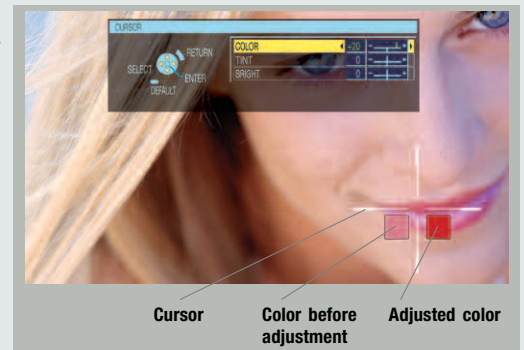 CURSOR
RETURN
SELECT
ENTER
DEFAULT
COLOR +20 - +
TINT 0 - +
BRIGHT 0 - +
Cursor
Color before adjustment
Adjusted color